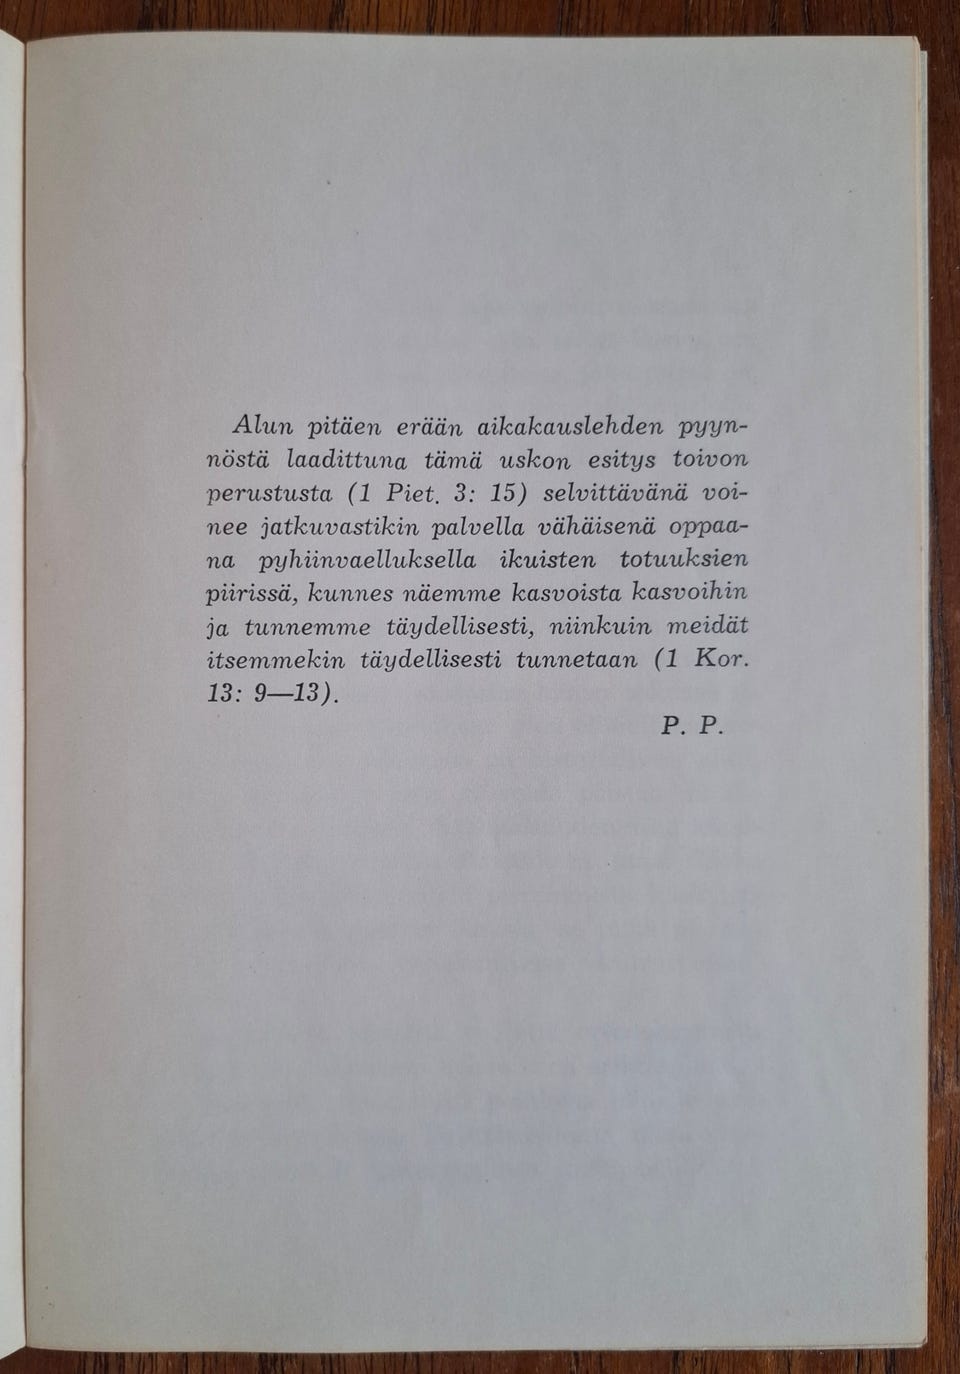 Alun pitäen erään aikakauslehden pyyn-
nöstä laadittuna tämä uskon esitys toivon
perustusta (1 Piet. 3: 15) selvittävänä voi-
nee jatkuvastikin palvella vähäisenä oppaa-
na pyhiinvaelluksella ikuisten totuuksien
piirissä, kunnes näemme kasvoista kasvoihin
ja tunnemme täydellisesti, niinkuin meidät
itsemmekin täydellisesti tunnetaan (1 Kor.
13: 9—13).
P. P.